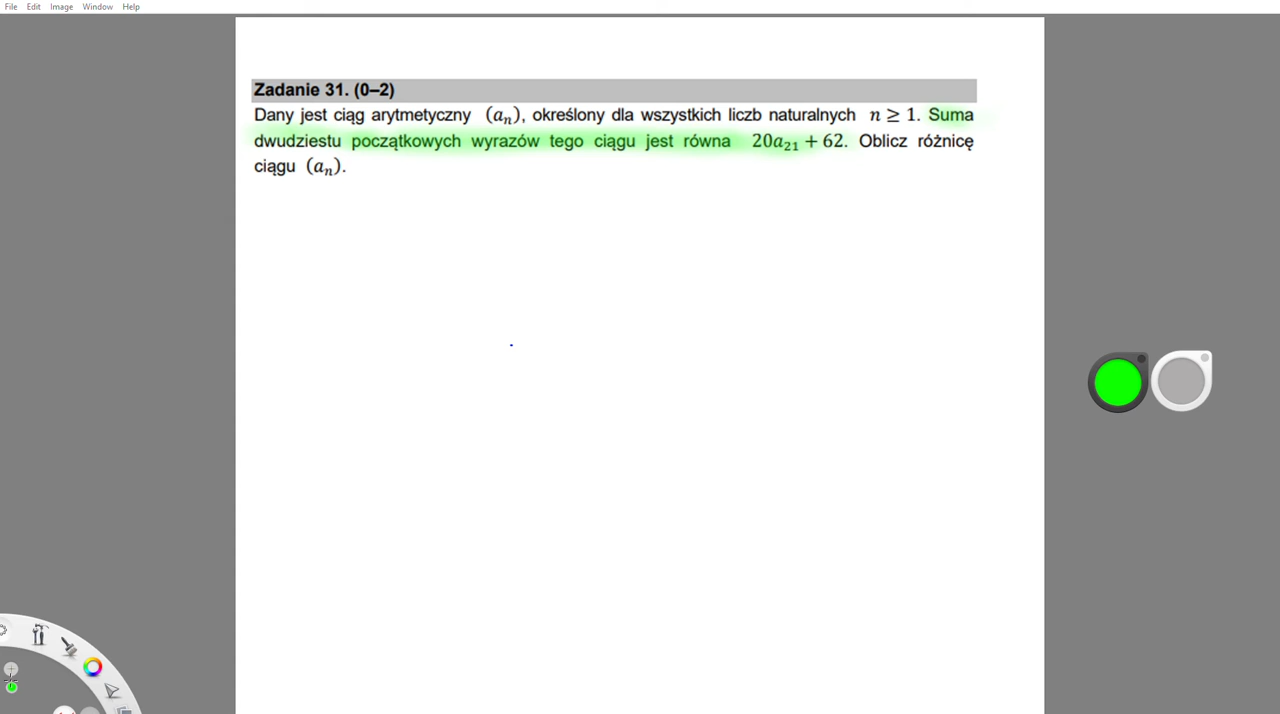 File Edit Image Window Help
Zadanie 31. (0–2)
Dany jest ciąg arytmetyczny (aₙ), określony dla wszystkich liczb naturalnych n ≥ 1. Suma
dwudziestu początkowych wyrazów tego ciągu jest równa 20a₂₁ + 62. Oblicz różnicę
ciągu (aₙ).